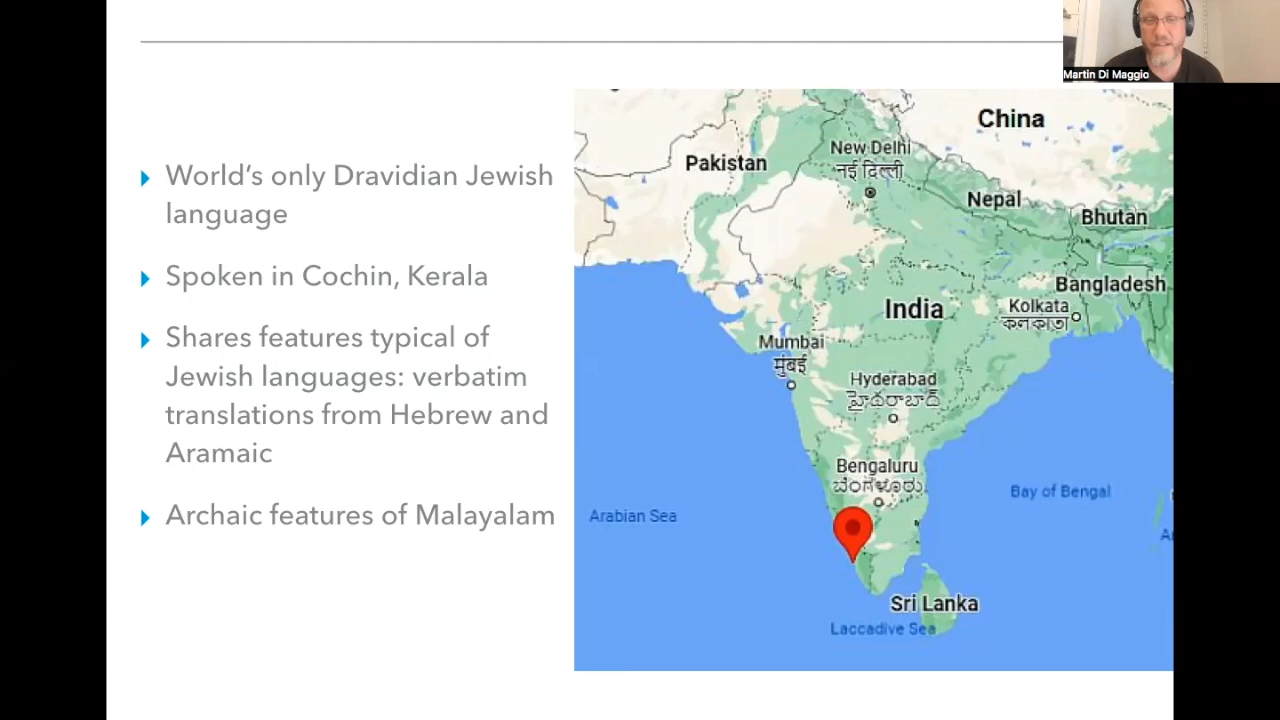 Martin Di Maggio
World's only Dravidian Jewish
language
Spoken in Cochin, Kerala
Shares features typical of
Jewish languages: verbatim
translations from Hebrew and
Aramaic
Archaic features of Malayalam
China
New Delhi
नई दिल्ली
Pakistan
Nepal
Bhutan
Bangladesh
India
Kolkata
কলকাতা
Mumbai
मुंबई
Hyderabad
హైదరాబాద్
Bengaluru
ಬೆಂಗಳೂರು
Bay of Bengal
Arabian Sea
Sri Lanka
Laccadive Sea